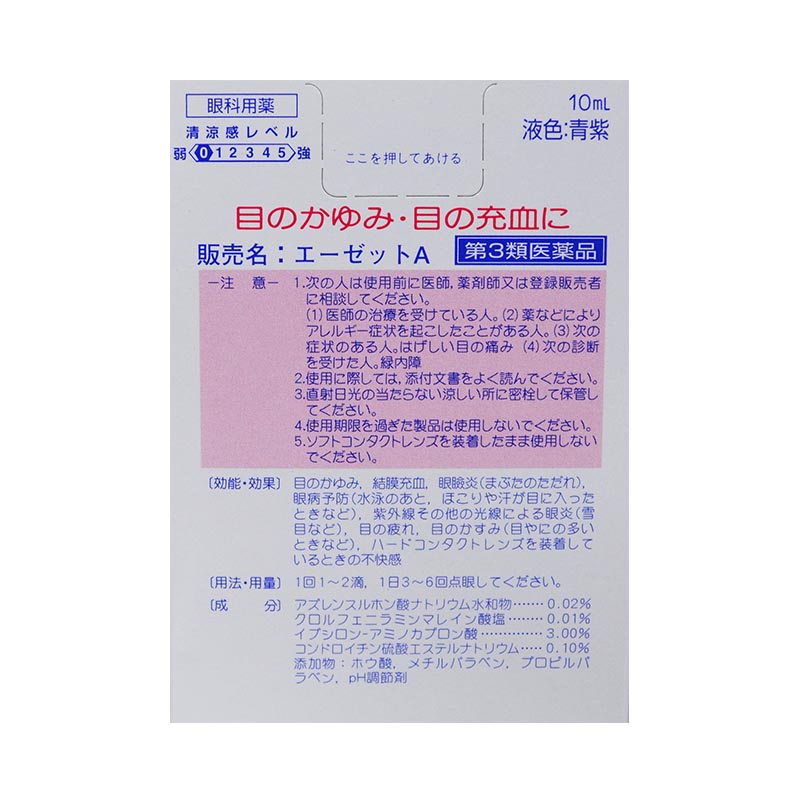 眼科用薬
10mL
清涼感レベル
液色:青紫
弱 0 1 2 3 4 5 強
ここを押してあける
目のかゆみ・目の充血に
販売名：エーゼットA 第3類医薬品
－注　意－ 1.次の人は使用前に医師,薬剤師又は登録販売者
に相談してください。
(1)医師の治療を受けている人。(2)薬などにより
アレルギー症状を起こしたことがある人。(3)次の
症状のある人。はげしい目の痛み (4)次の診断
を受けた人。緑内障
2.使用に際しては,添付文書をよく読んでください。
3.直射日光の当たらない涼しい所に密栓して保管し
てください。
4.使用期限を過ぎた製品は使用しないでください。
5.ソフトコンタクトレンズを装着したまま使用しない
でください。
〔効能・効果〕 目のかゆみ, 結膜充血, 眼瞼炎(まぶたのただれ),
眼病予防(水泳のあと, ほこりや汗が目に入った
ときなど), 紫外線その他の光線による眼炎(雪
目など), 目の疲れ, 目のかすみ(目やにの多い
ときなど), ハードコンタクトレンズを装着して
いるときの不快感
〔用法・用量〕 1回1～2滴, 1日3～6回点眼してください。
〔成　　分〕 アズレンスルホン酸ナトリウム水和物……0.02%
クロルフェニラミンマレイン酸塩……0.01%
イプシロン-アミノカプロン酸……………3.00%
コンドロイチン硫酸エステルナトリウム……0.10%
添加物：ホウ酸, メチルパラベン, プロピルパ
ラベン, pH調節剤